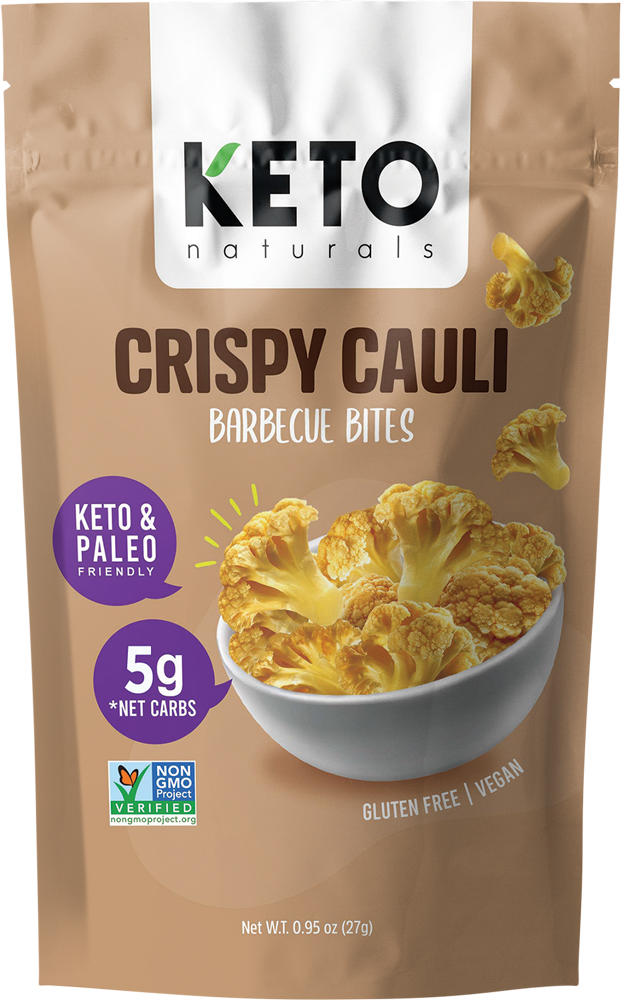 KETO
naturals
CRISPY CAULI
BARBECUE BITES
KETO &
PALEO
FRIENDLY
5g
*NET CARBS
NON
GMO
Project
VERIFIED
nongmoproject.org
GLUTEN FREE | VEGAN
Net W.T. 0.95 oz (27g)